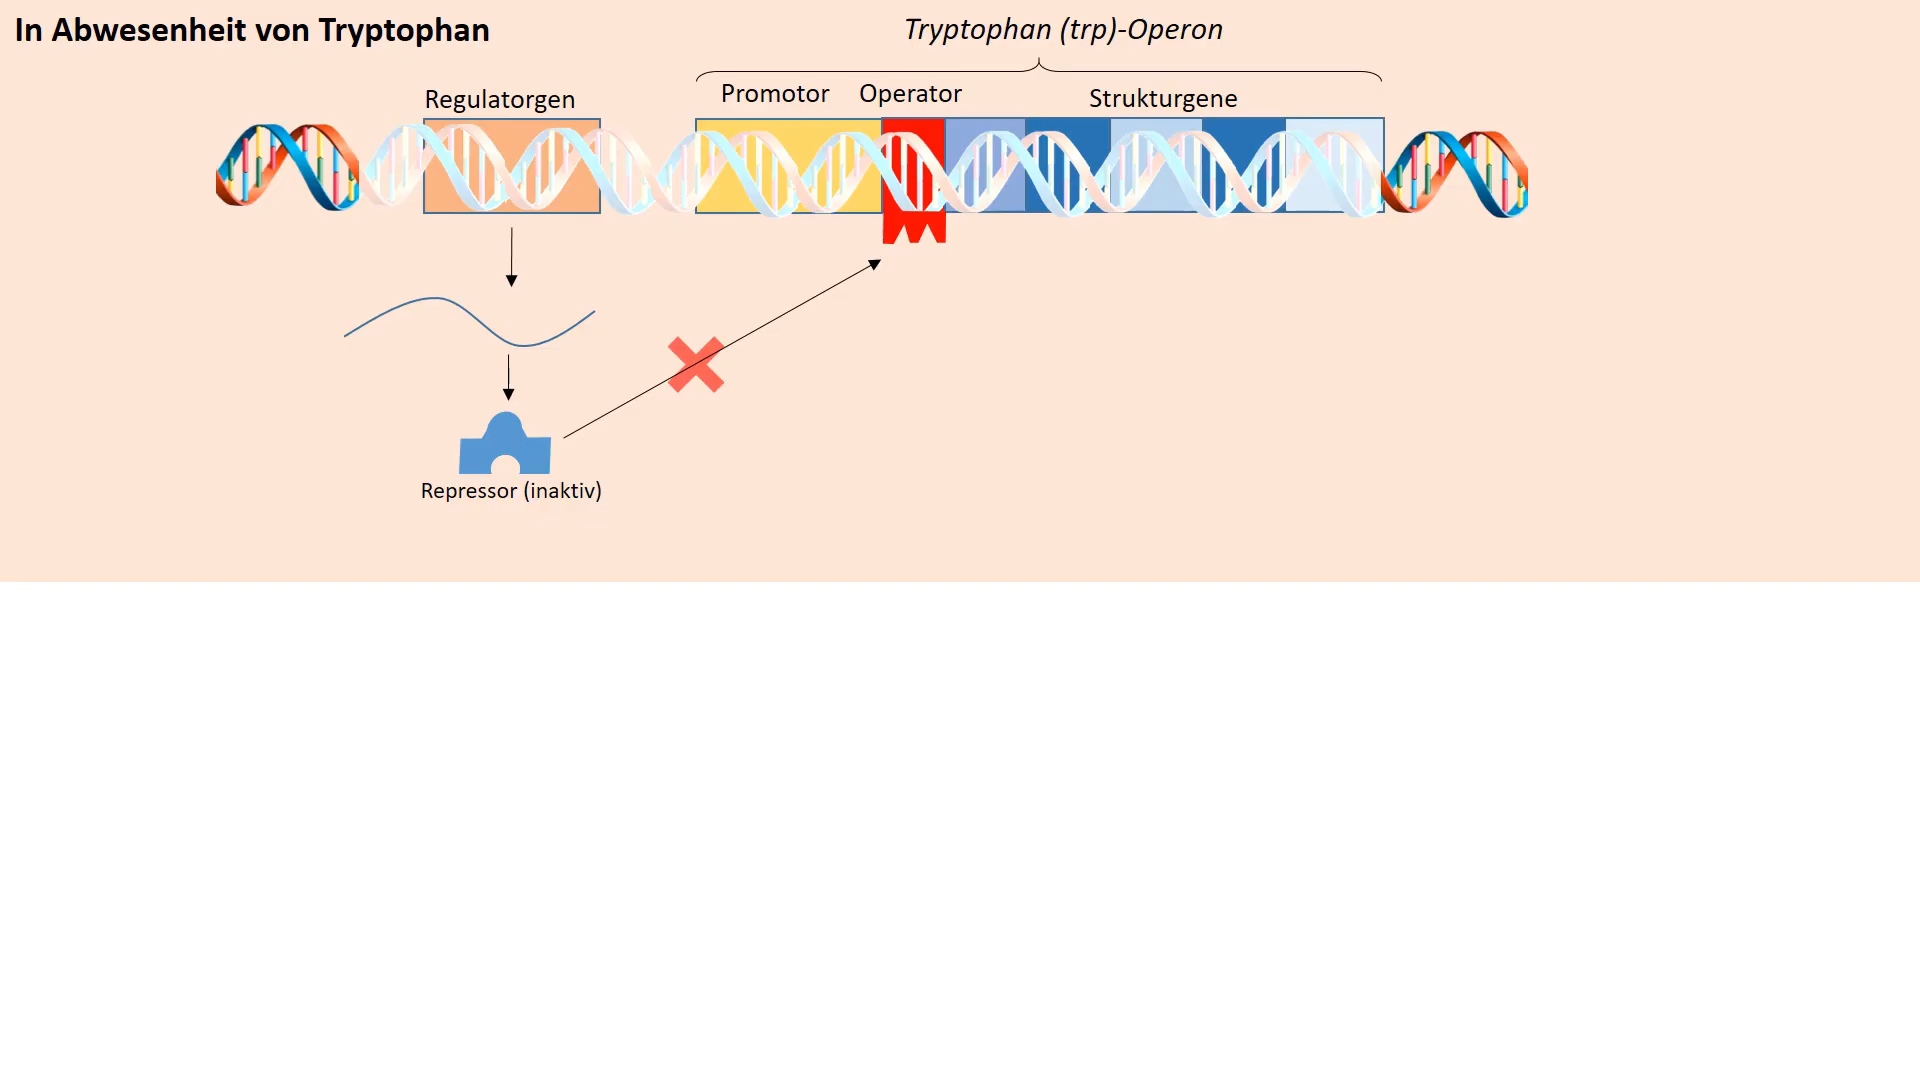 In Abwesenheit von Tryptophan
Tryptophan (trp)-Operon
Regulatorgen
Promotor
Operator
Strukturgene
Repressor (inaktiv)